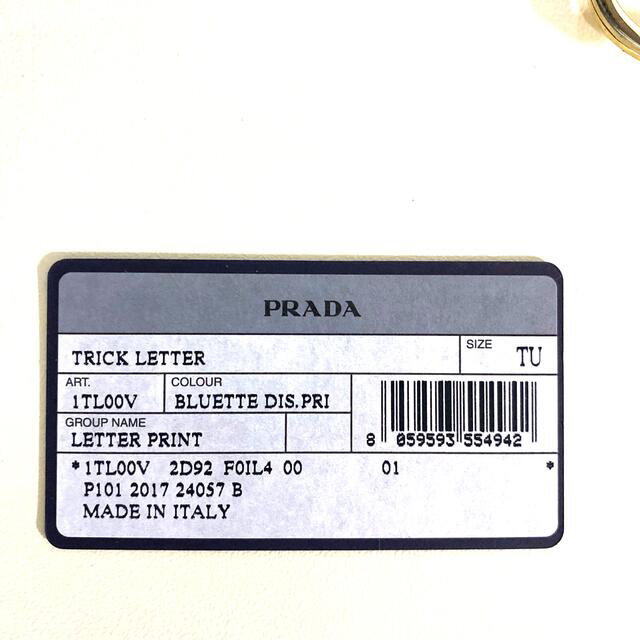 PRADA
TRICK LETTER
SIZE
TU
ART.
1TL00V
COLOUR
BLUETTE DIS.PRI
GROUP NAME
LETTER PRINT
8 059593 554942
*1TL00V 2D92 F0IL4 00 01 *
P101 2017 24057 B
MADE IN ITALY